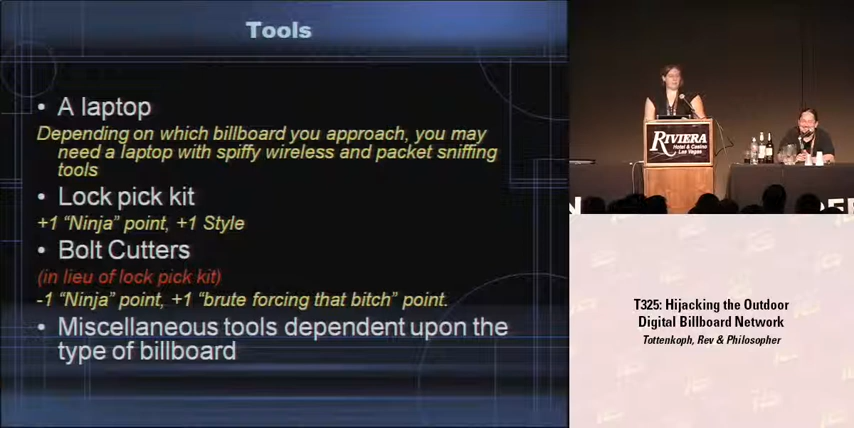 Tools
• A laptop
Depending on which billboard you approach, you may
need a laptop with spiffy wireless and packet sniffing
tools
• Lock pick kit
+1 “Ninja” point, +1 Style
• Bolt Cutters
(in lieu of lock pick kit)
-1 “Ninja” point, +1 “brute forcing that bitch” point.
• Miscellaneous tools dependent upon the
type of billboard
RIVIERA
Hotel & Casino
Las Vegas
T325: Hijacking the Outdoor
Digital Billboard Network
Tottenkoph, Rev & Philosopher